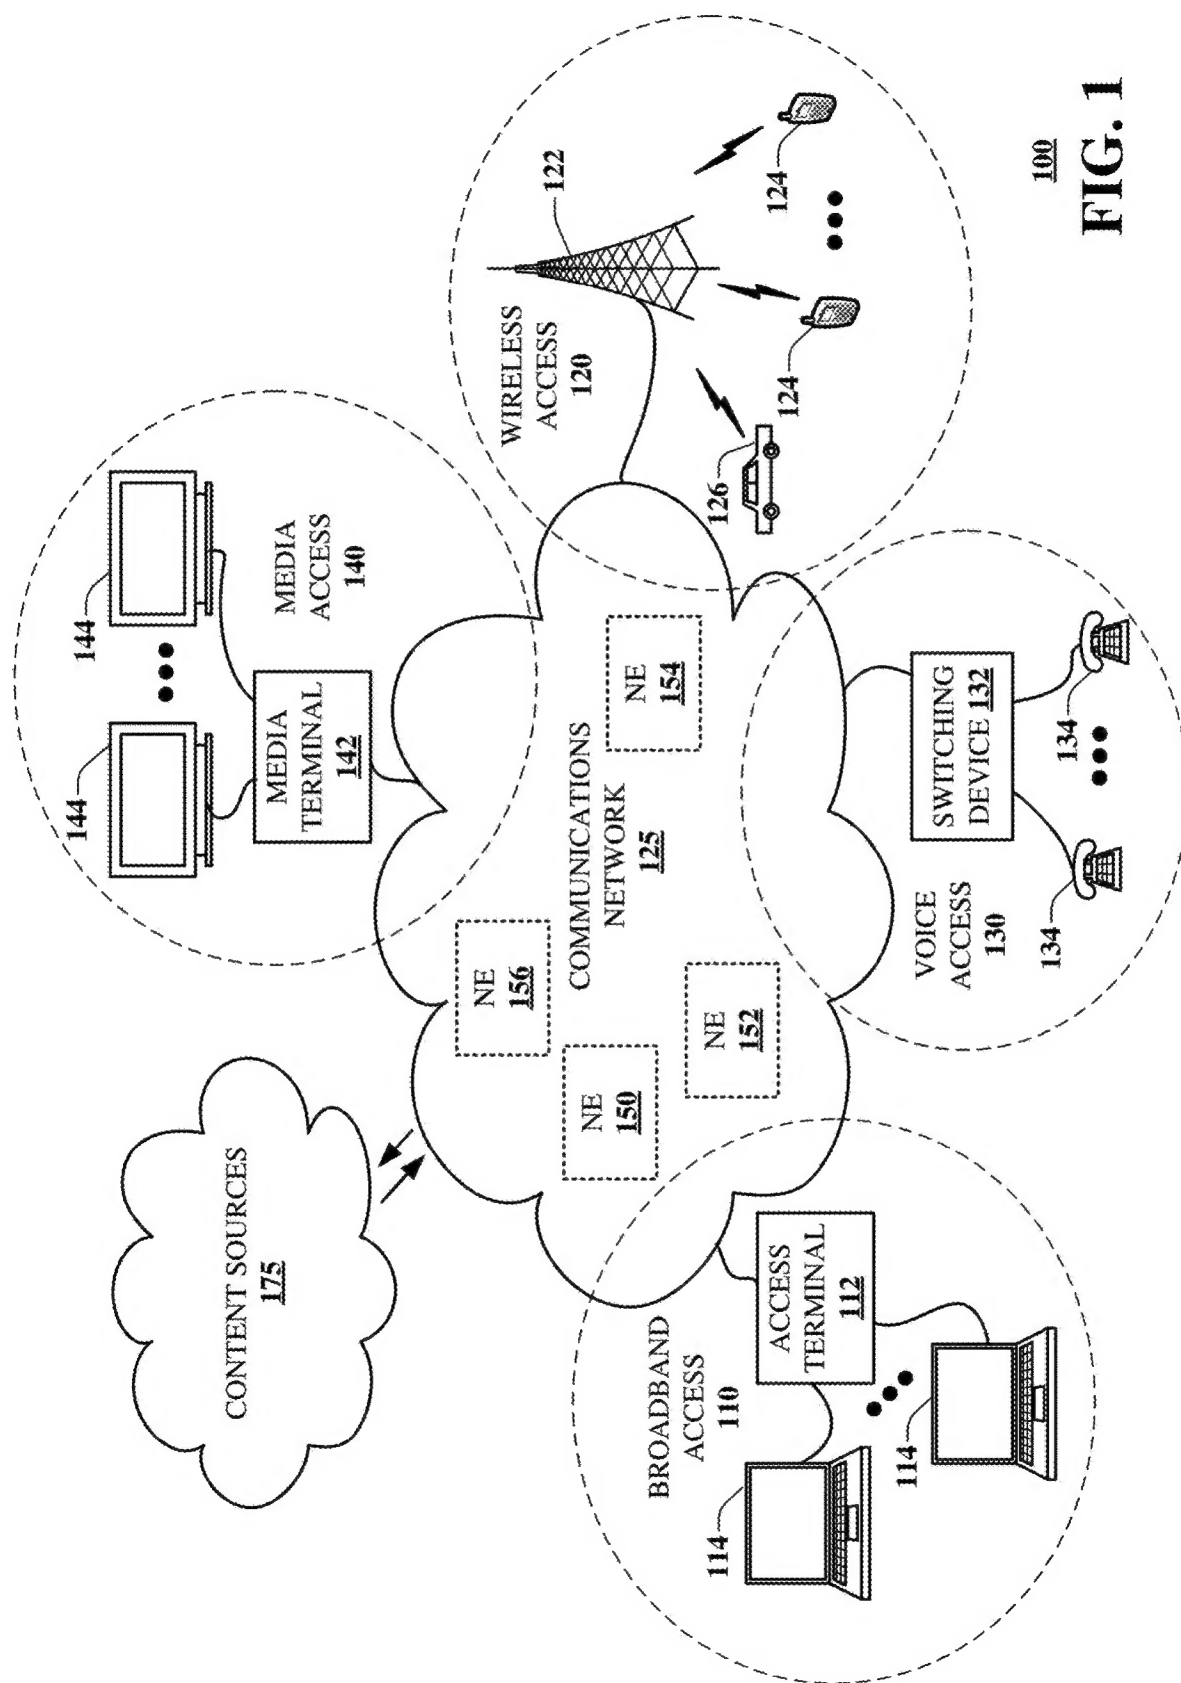 144
144
MEDIA
TERMINAL
142
MEDIA
ACCESS
140
CONTENT SOURCES
175
WIRELESS
ACCESS
120
122
124
124
126
COMMUNICATIONS
NETWORK
125
NE
156
NE
150
NE
152
NE
154
BROADBAND
ACCESS
110
ACCESS
TERMINAL
112
114
114
VOICE
ACCESS
130
SWITCHING
DEVICE 132
134
134
100
FIG. 1